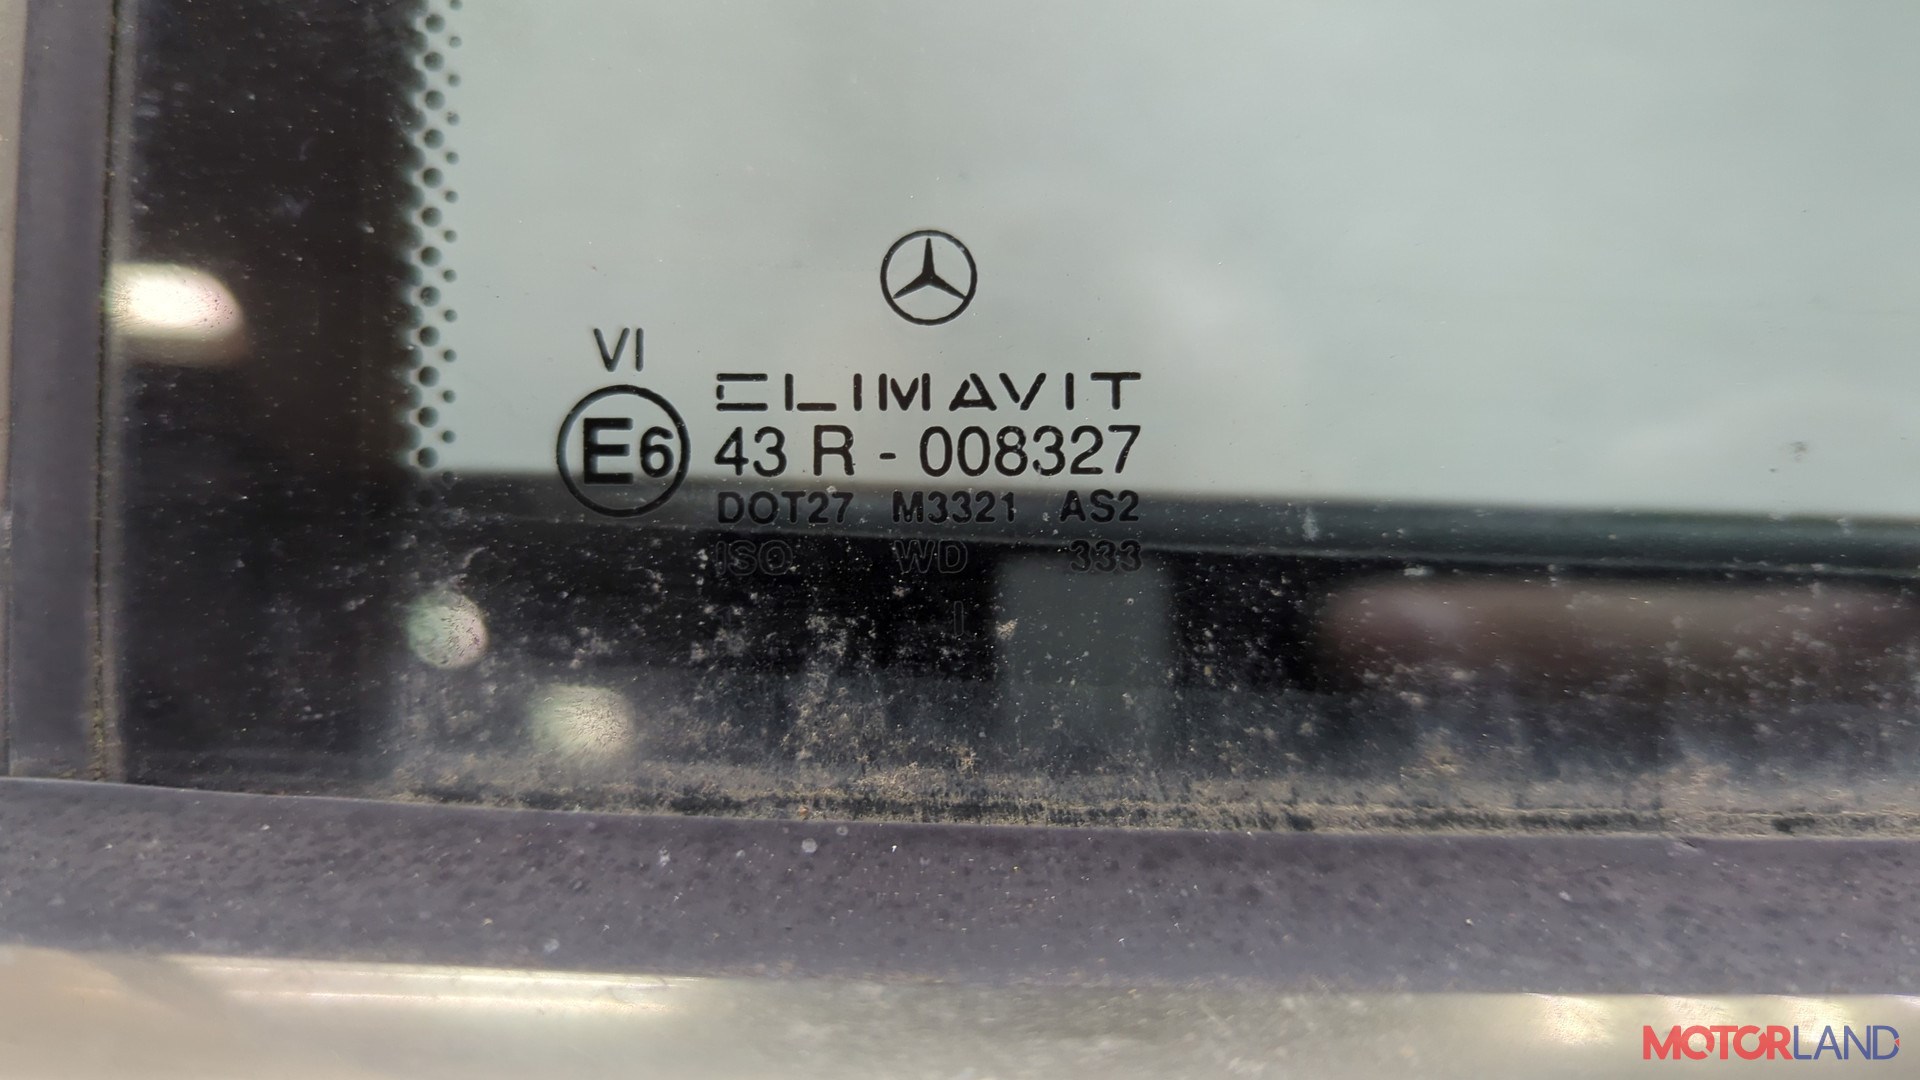 VI
CLIMAVIT
E6 43 R - 008327
DOT27 M3321 AS2
ISO WD 333
MOTORLAND